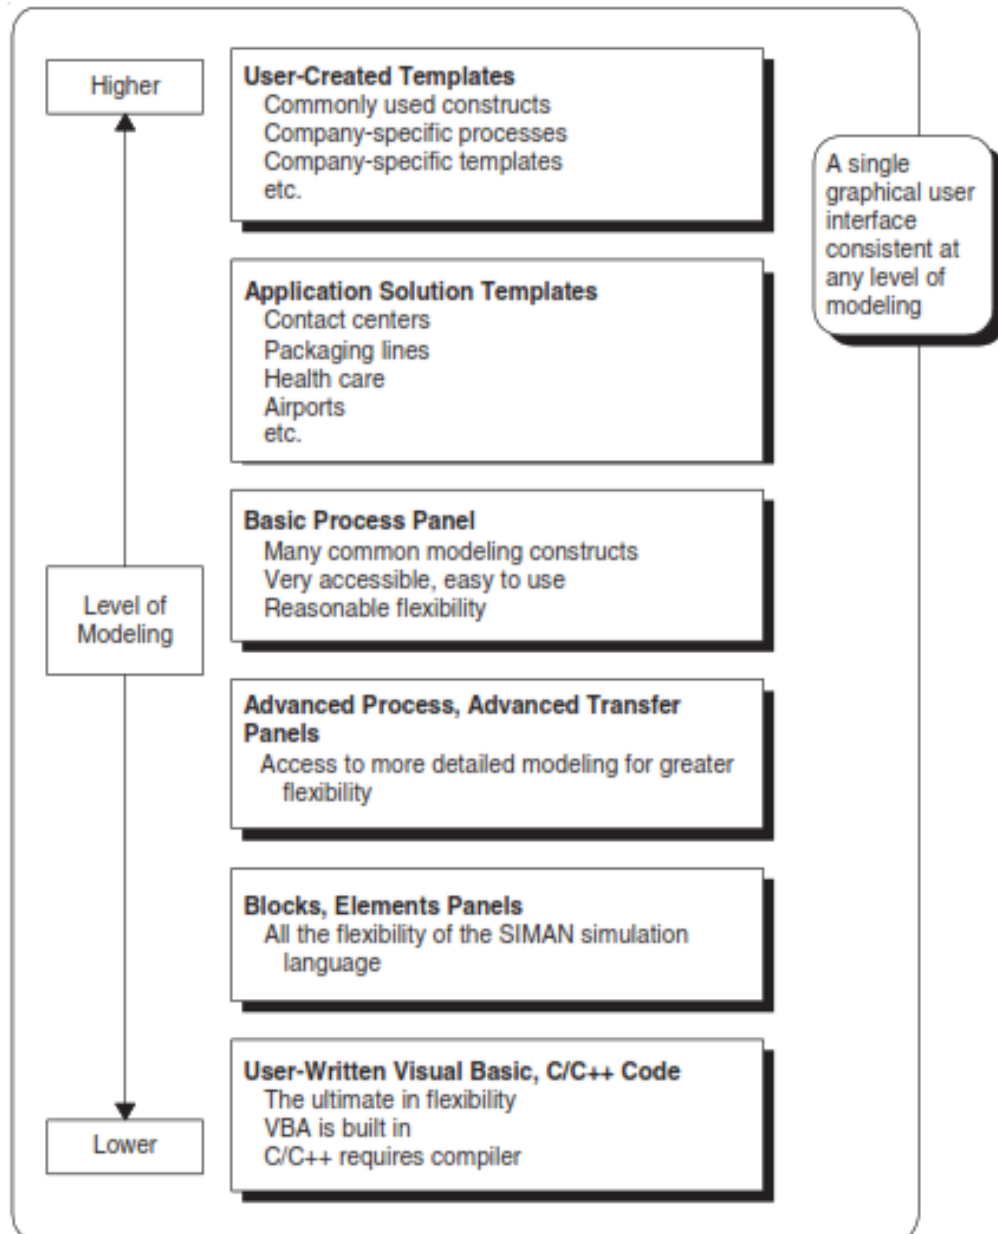 Higher
User-Created Templates
Commonly used constructs
Company-specific processes
Company-specific templates
etc.
A single
graphical user
interface
consistent at
any level of
modeling
Application Solution Templates
Contact centers
Packaging lines
Health care
Airports
etc.
Basic Process Panel
Many common modeling constructs
Very accessible, easy to use
Reasonable flexibility
Level of
Modeling
Advanced Process, Advanced Transfer
Panels
Access to more detailed modeling for greater
flexibility
Blocks, Elements Panels
All the flexibility of the SIMAN simulation
language
User-Written Visual Basic, C/C++ Code
The ultimate in flexibility
VBA is built in
C/C++ requires compiler
Lower